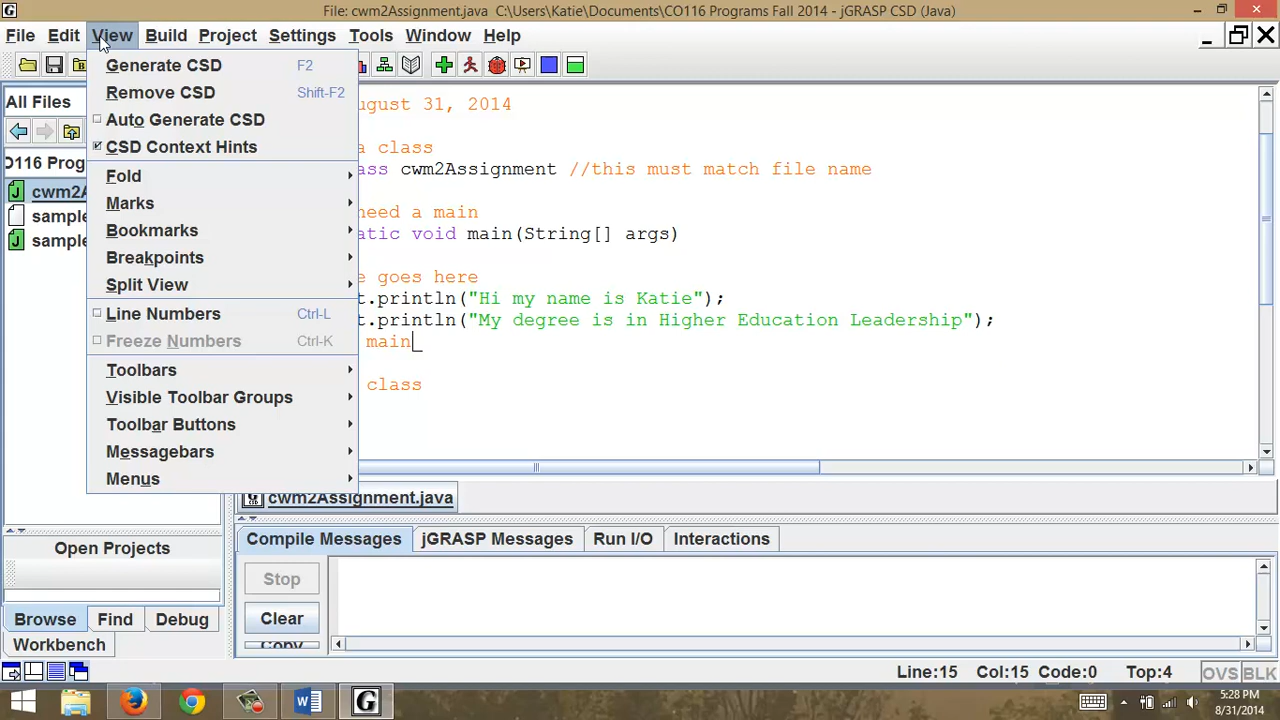 File: cwm2Assignment.java C:\Users\Katie\Documents\CO116 Programs Fall 2014 - jGRASP CSD (Java)
File Edit View Build Project Settings Tools Window Help
Generate CSD F2
Remove CSD Shift-F2
Auto Generate CSD
CSD Context Hints
Fold
Marks
Bookmarks
Breakpoints
Split View
Line Numbers Ctrl-L
Freeze Numbers Ctrl-K
Toolbars
Visible Toolbar Groups
Toolbar Buttons
Messagebars
Menus
All Files
O116 Prog
cwm2A
sample
sample
ugust 31, 2014
a class
ass cwm2Assignment //this must match file name
need a main
atic void main(String[] args)
e goes here
t.println("Hi my name is Katie");
t.println("My degree is in Higher Education Leadership");
main
class
cwm2Assignment.java
Open Projects
Browse Find Debug
Workbench
Compile Messages jGRASP Messages Run I/O Interactions
Stop
Clear
Copy
Line:15 Col:15 Code:0 Top:4 OVS BLK
5:28 PM
8/31/2014